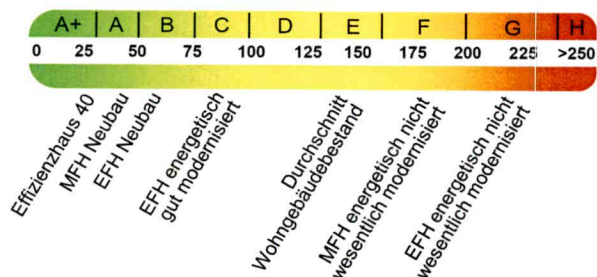 A+ A B C D E F G H
0 25 50 75 100 125 150 175 200 225 >250
Effizienzhaus 40
MFH Neubau
EFH Neubau
EFH energetisch
gut modernisiert
Durchschnitt
Wohngebäudebestand
MFH energetisch nicht
wesentlich modernisiert
EFH energetisch nicht
wesentlich modernisiert